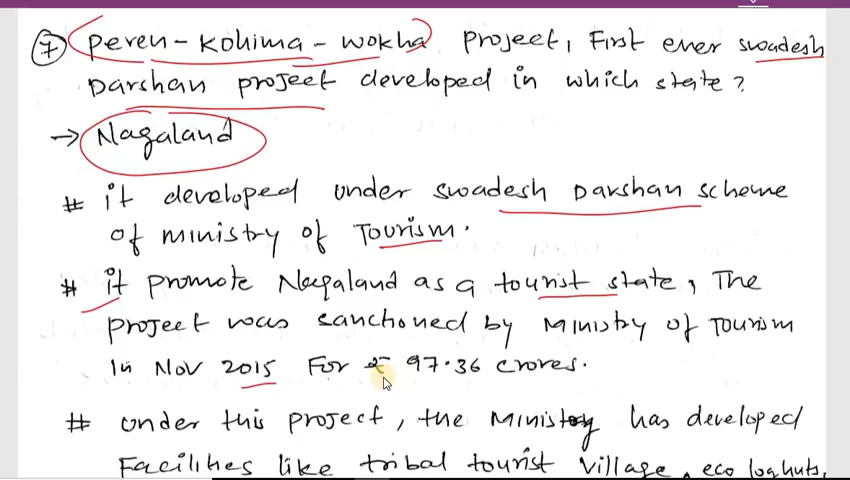 7 Peren-Kohima-Wokha Project, First ever swadesh
Darshan project developed in which state?
→ Nagaland
# it developed under swadesh Darshan scheme
of ministry of Tourism.
# it promote Nagaland as a tourist state, The
project was sanctioned by Ministry of Tourism
in Nov 2015 For ₹ 97.36 crores.
# under this project, the Ministry has developed
Facilities like tribal tourist village, eco loghuts,